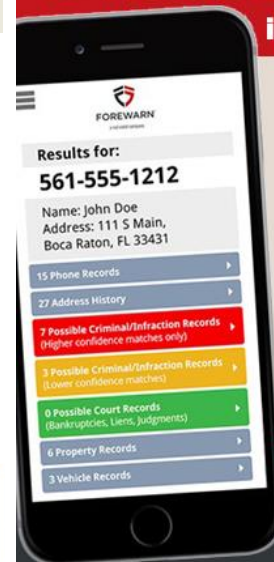 FOREWARN
Results for:
561-555-1212
Name: John Doe
Address: 111 S Main,
Boca Raton, FL 33431
15 Phone Records
27 Address History
7 Possible Criminal/Infraction Records
(Higher confidence matches only)
3 Possible Criminal/Infraction Records
(Lower confidence matches)
0 Possible Court Records
(Bankruptcies, Liens, Judgments)
6 Property Records
3 Vehicle Records